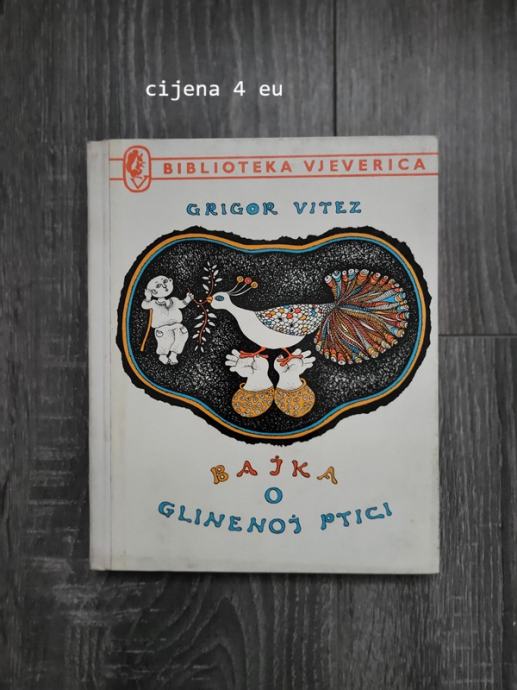 cijena 4 eu
BIBLIOTEKA VJEVERICA
GRIGOR VITEZ
BAJKA
O
GLINENOJ PTICI